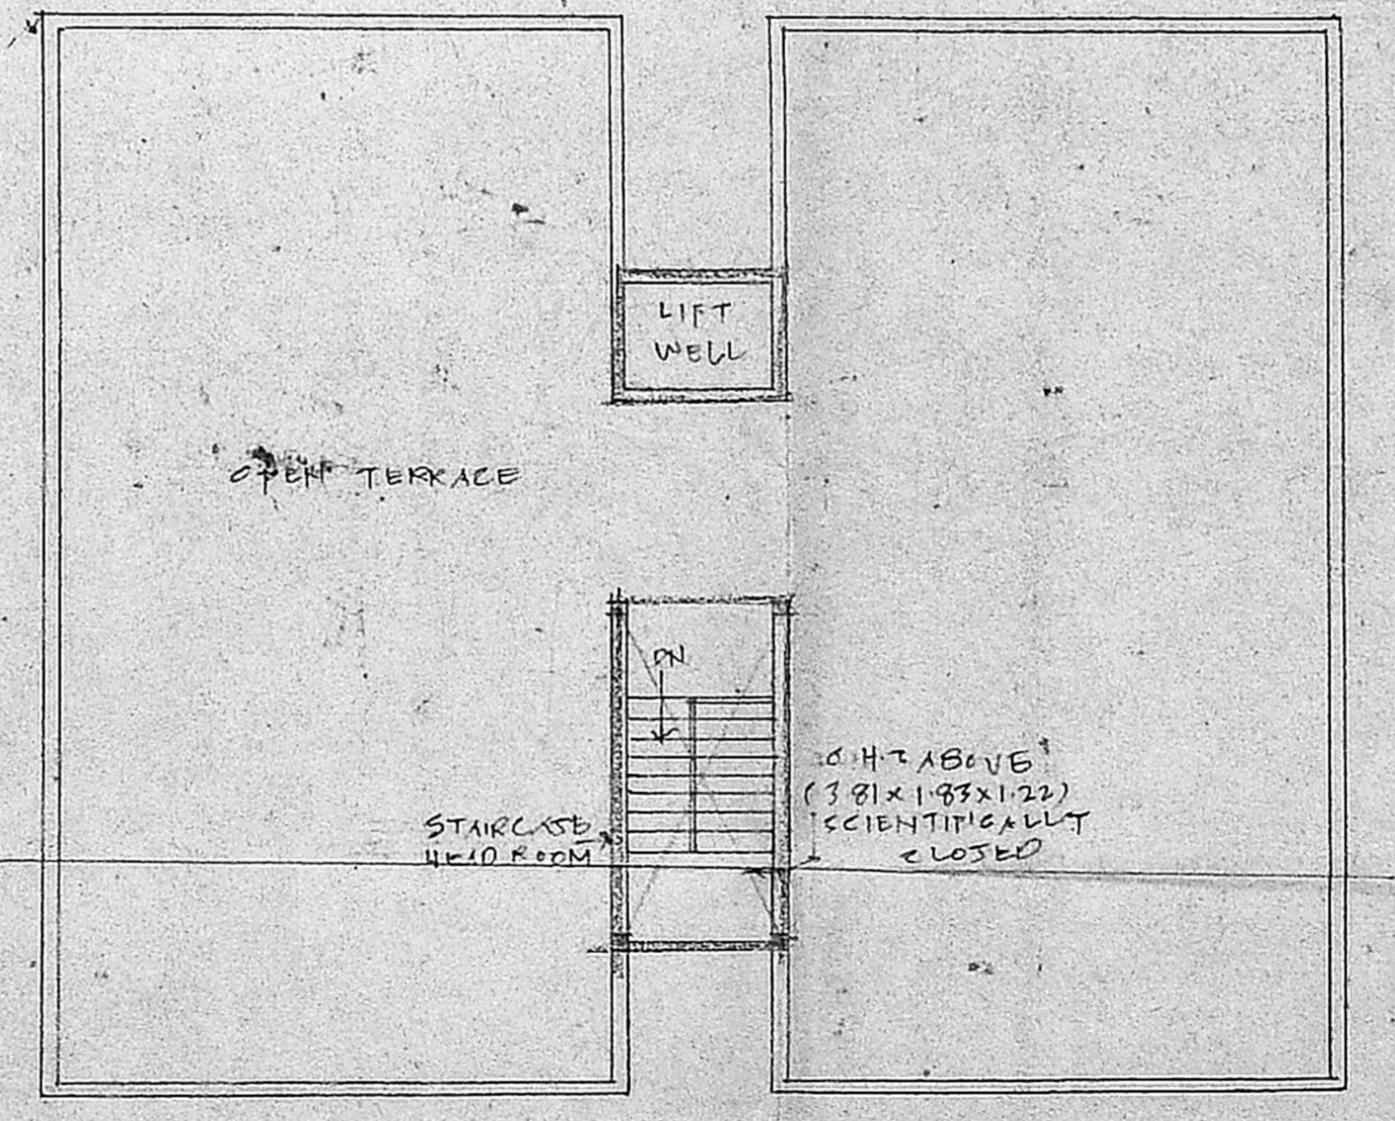 LIFT
WELL
OPEN TERRACE
DN
O.H.T ABOVE
(3.81 x 1.83 x 1.22)
SCIENTIFICALLY
CLOSED
STAIRCASE
HEAD ROOM